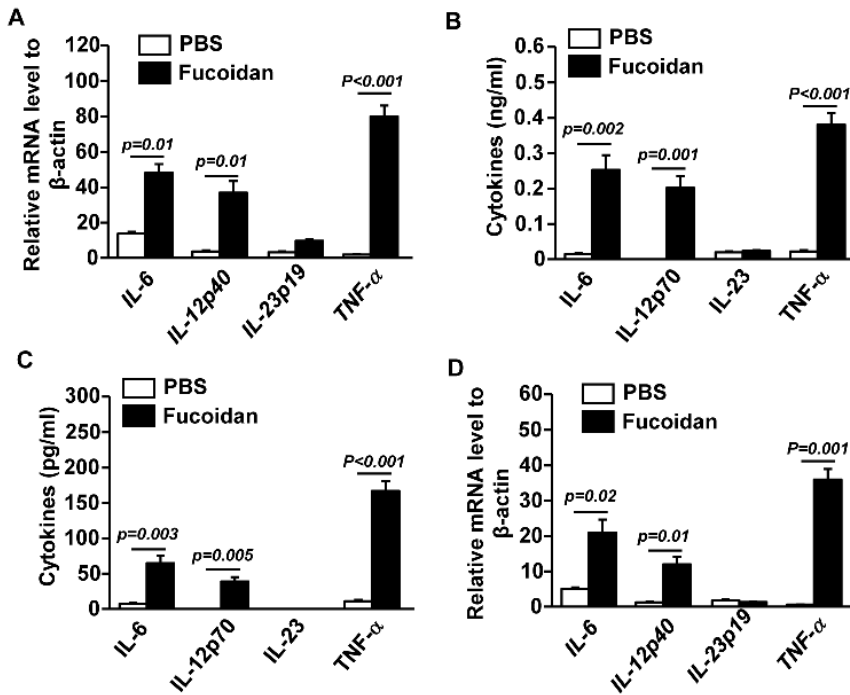 A
PBS
Fucoidan
Relative mRNA level to
β-actin
120
100
80
60
40
20
0
p=0.01
p=0.01
P<0.001
IL-6
IL-12p40
IL-23p19
TNF-α
B
PBS
Fucoidan
Cytokines (ng/ml)
0.6
0.5
0.4
0.3
0.2
0.1
0
p=0.002
p=0.001
P<0.001
IL-6
IL-12p70
IL-23
TNF-α
C
PBS
Fucoidan
Cytokines (pg/ml)
300
250
200
150
100
50
0
p=0.003
p=0.005
P<0.001
IL-6
IL-12p70
IL-23
TNF-α
D
PBS
Fucoidan
Relative mRNA level to
β-actin
60
50
40
30
20
10
0
p=0.02
p=0.01
P=0.001
IL-6
IL-12p40
IL-23p19
TNF-α